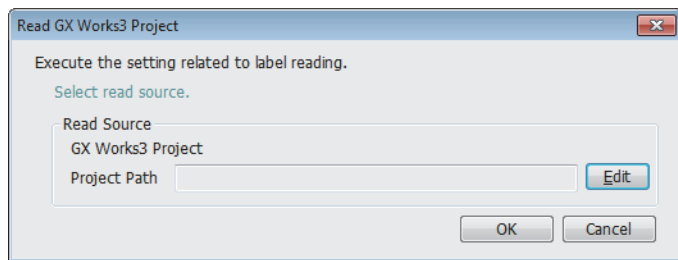 Read GX Works3 Project
Execute the setting related to label reading.
Select read source.
Read Source
GX Works3 Project
Project Path
Edit
OK Cancel